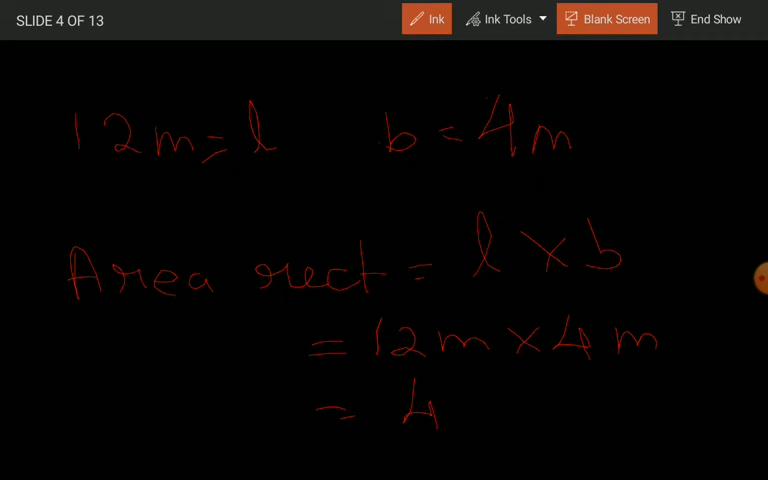 SLIDE 4 OF 13 Ink Ink Tools Blank Screen End Show
12m = l b = 4m
Area rect = l × b
= 12m × 4m
= 4